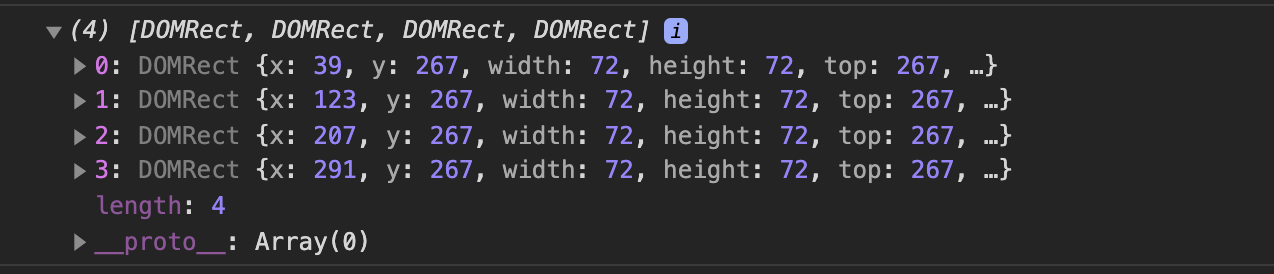 (4) [DOMRect, DOMRect, DOMRect, DOMRect] i
0: DOMRect {x: 39, y: 267, width: 72, height: 72, top: 267, …}
1: DOMRect {x: 123, y: 267, width: 72, height: 72, top: 267, …}
2: DOMRect {x: 207, y: 267, width: 72, height: 72, top: 267, …}
3: DOMRect {x: 291, y: 267, width: 72, height: 72, top: 267, …}
length: 4
__proto__: Array(0)